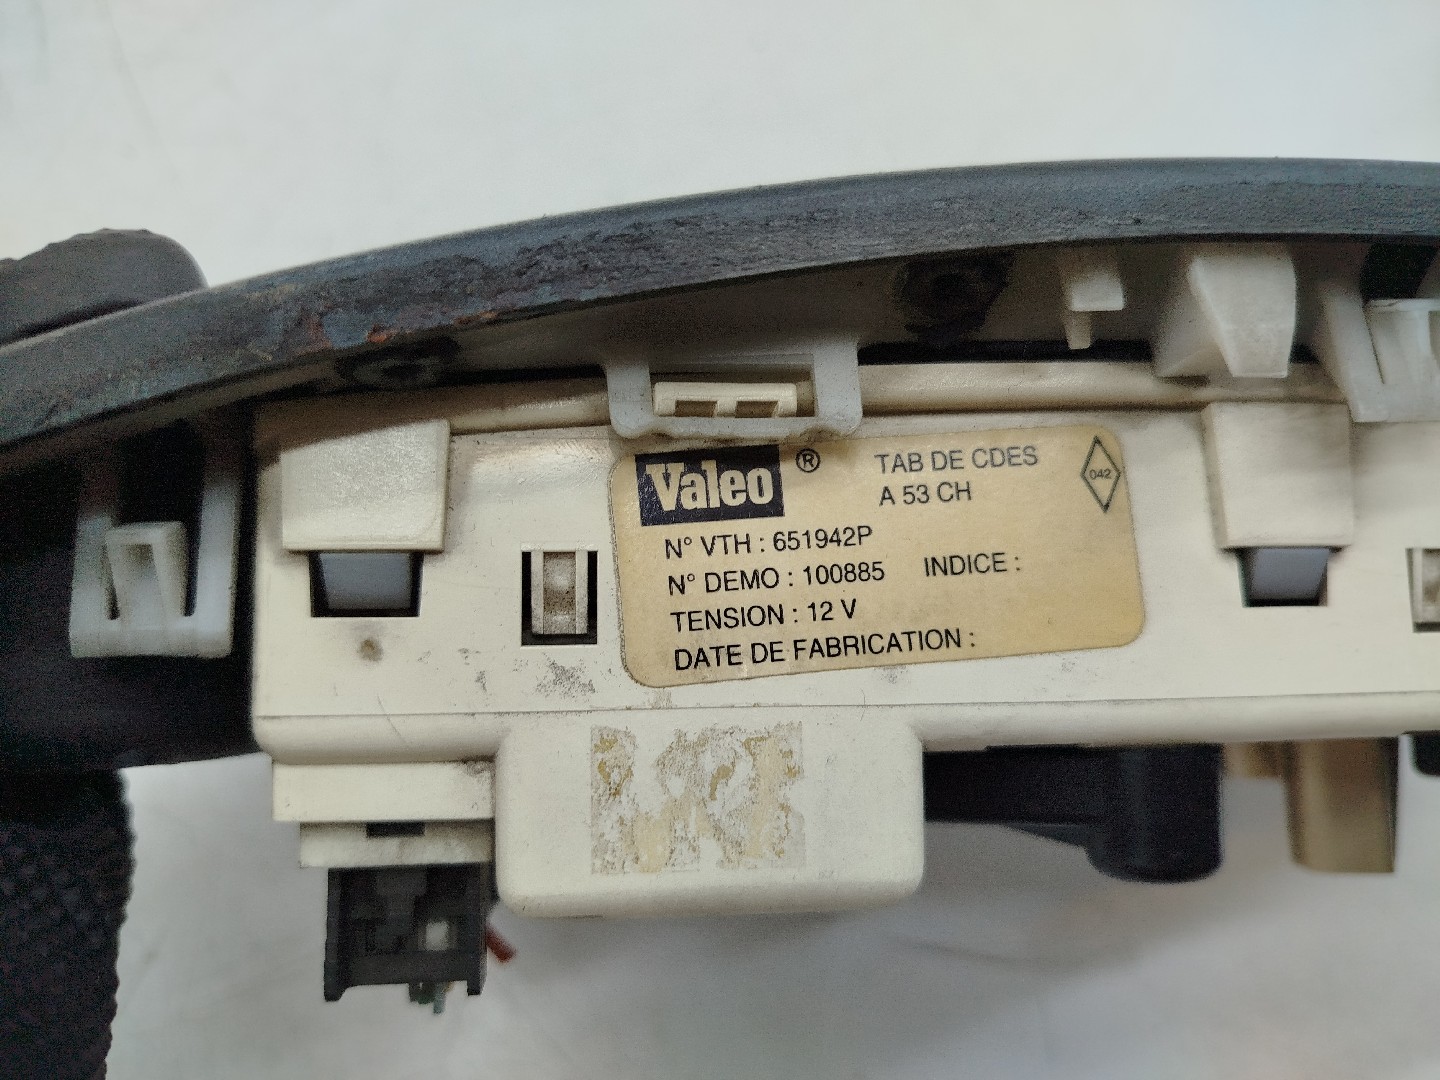 Valeo ® TAB DE CDES
A 53 CH
042
N° VTH : 651942P
N° DEMO : 100885 INDICE :
TENSION : 12 V
DATE DE FABRICATION :